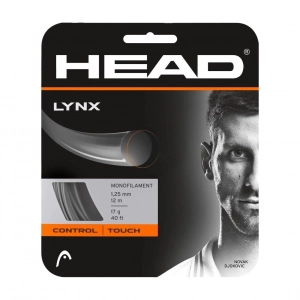 HEAD
LYNX
MONOFILAMENT
1,25 mm
12 m
17 g
40 ft
CONTROL TOUCH
NOVAK
DJOKOVIC